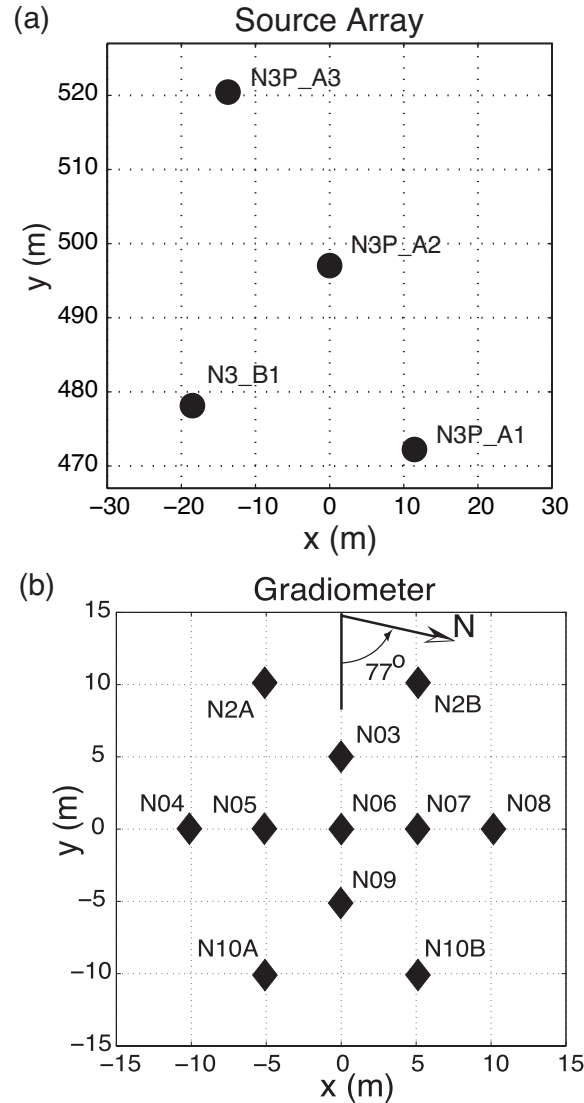 (a)
Source Array
N3P_A3
N3P_A2
N3_B1
N3P_A1
520
510
500
490
480
470
y (m)
−30 −20 −10 0 10 20 30
x (m)
(b)
Gradiometer
N
77o
N2A
N2B
N03
N04 N05 N06 N07 N08
N09
N10A N10B
15
10
5
0
−5
−10
−15
y (m)
−15 −10 −5 0 5 10 15
x (m)